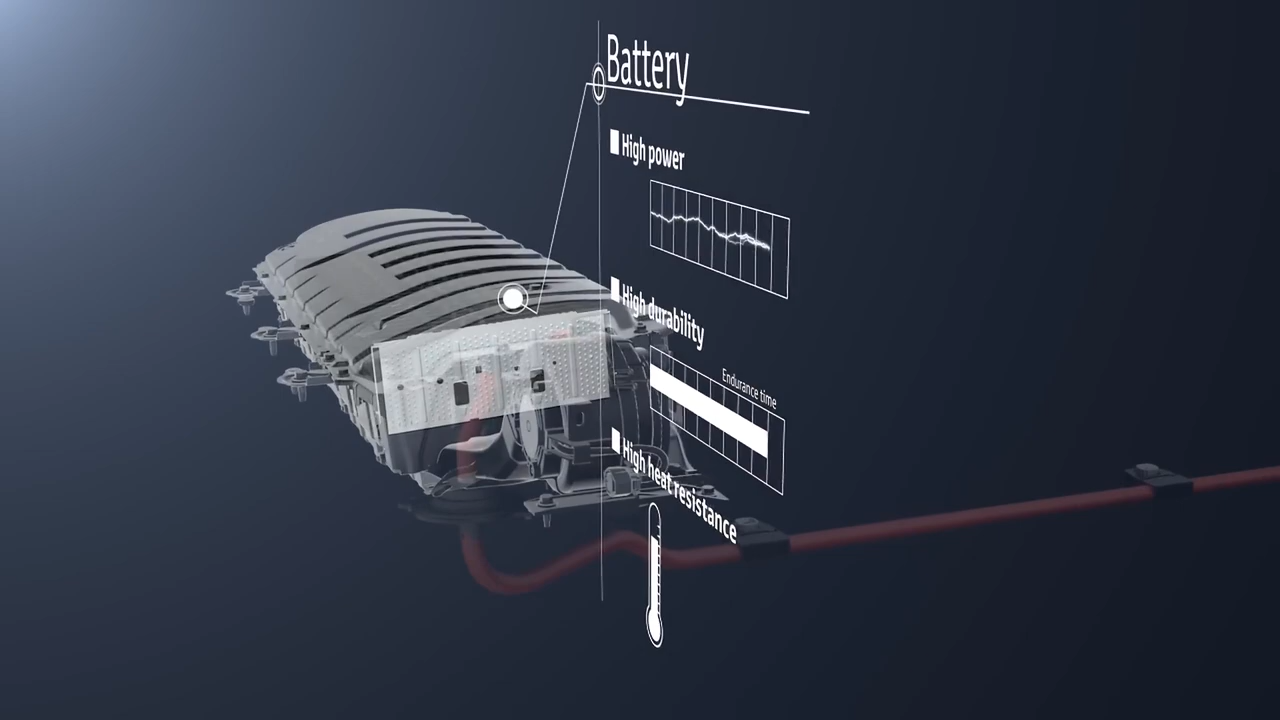 Battery
High power
High durability
Endurance time
High heat resistance